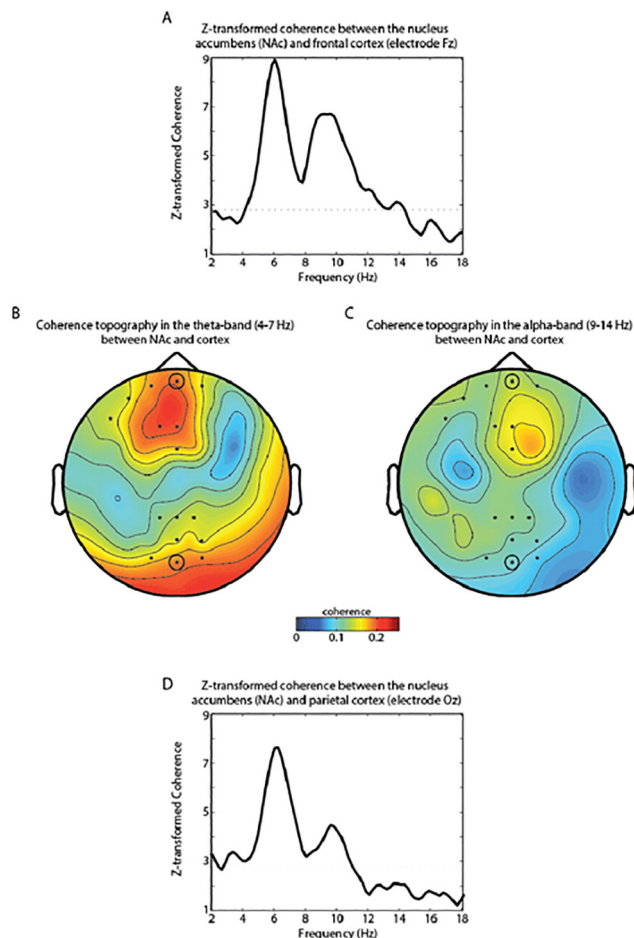 A
Z-transformed coherence between the nucleus
accumbens (NAc) and frontal cortex (electrode Fz)
9
7
5
3
1
Z-transformed Coherence
2 4 6 8 10 12 14 16 18
Frequency (Hz)
B
Coherence topography in the theta-band (4-7 Hz)
between NAc and cortex
C
Coherence topography in the alpha-band (9-14 Hz)
between NAc and cortex
coherence
0 0.1 0.2
D
Z-transformed coherence between the nucleus
accumbens (NAc) and parietal cortex (electrode Oz)
9
7
5
3
1
Z-transformed Coherence
2 4 6 8 10 12 14 16 18
Frequency (Hz)